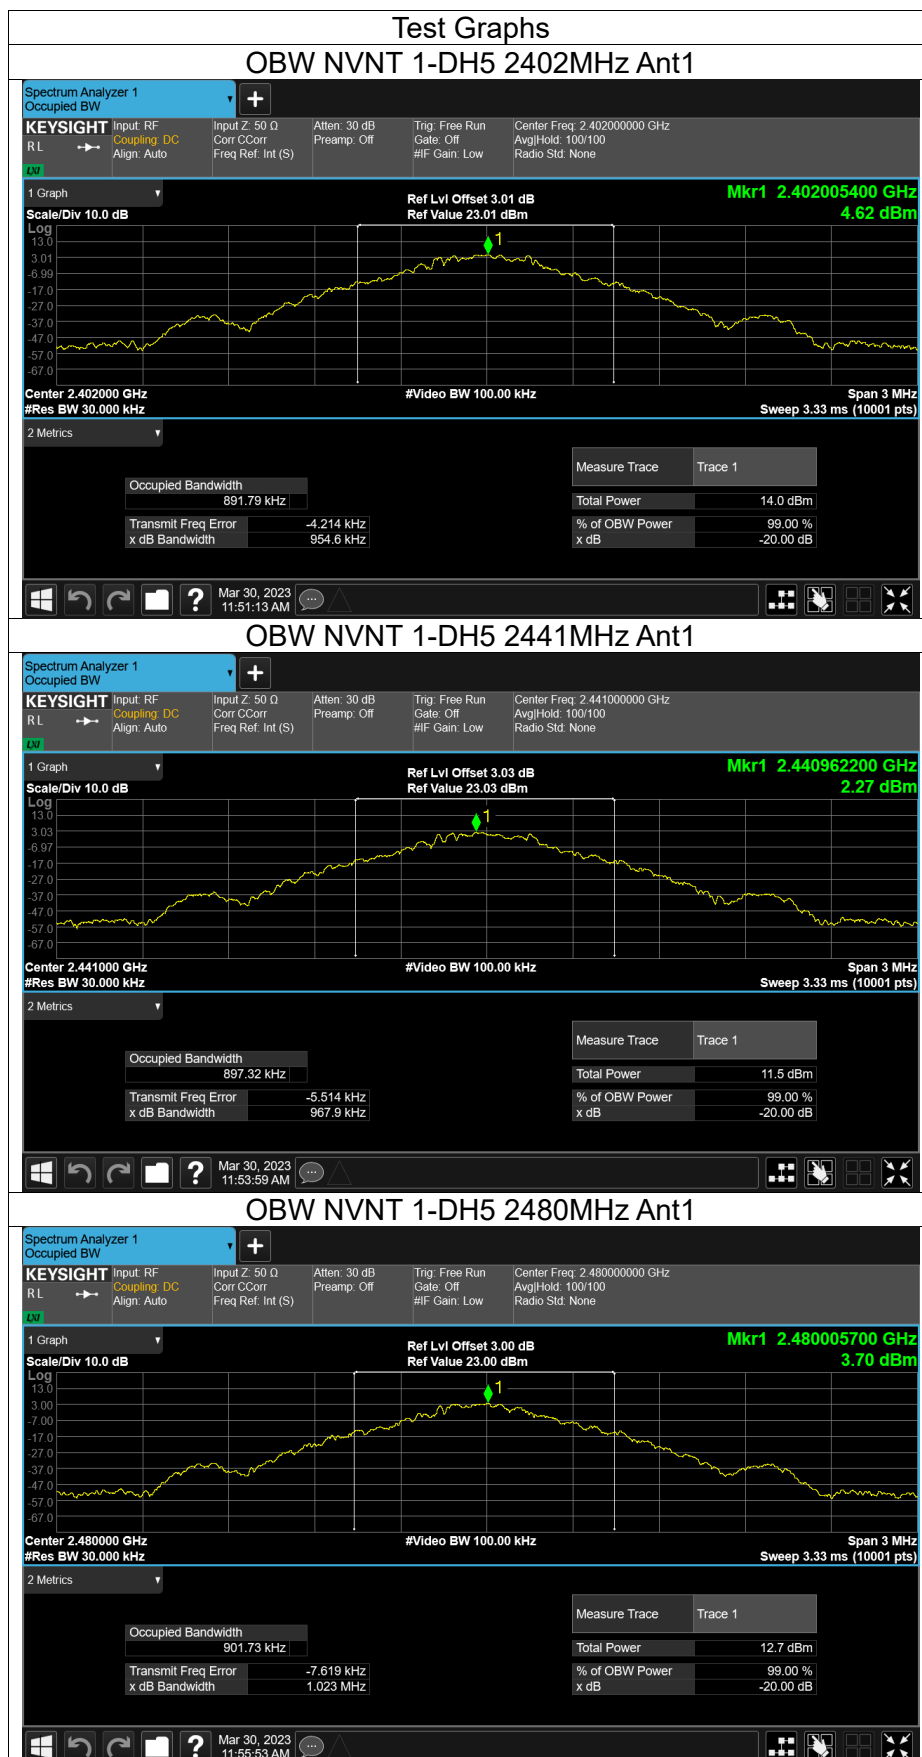 Test Graphs
OBW NVNT 1-DH5 2402MHz Ant1
Spectrum Analyzer 1
Occupied BW
KEYSIGHT Input: RF Input Z: 50 Ω Atten: 30 dB Trig: Free Run Center Freq: 2.402000000 GHz
RL Coupling: DC Corr CCorr Preamp: Off Gate: Off Avg|Hold: 100/100
Align: Auto Freq Ref: Int (S) #IF Gain: Low Radio Std: None
LXI
1 Graph Ref Lvl Offset 3.01 dB Mkr1 2.402005400 GHz
Scale/Div 10.0 dB Ref Value 23.01 dBm 4.62 dBm
Log
13.0
3.01
-6.99
-17.0
-27.0
-37.0
-47.0
-57.0
-67.0
1
Center 2.402000 GHz #Video BW 100.00 kHz Span 3 MHz
#Res BW 30.000 kHz Sweep 3.33 ms (10001 pts)
2 Metrics
Measure Trace Trace 1
Occupied Bandwidth
891.79 kHz Total Power 14.0 dBm
Transmit Freq Error -4.214 kHz % of OBW Power 99.00 %
x dB Bandwidth 954.6 kHz x dB -20.00 dB
Mar 30, 2023
11:51:13 AM
OBW NVNT 1-DH5 2441MHz Ant1
Spectrum Analyzer 1
Occupied BW
KEYSIGHT Input: RF Input Z: 50 Ω Atten: 30 dB Trig: Free Run Center Freq: 2.441000000 GHz
RL Coupling: DC Corr CCorr Preamp: Off Gate: Off Avg|Hold: 100/100
Align: Auto Freq Ref: Int (S) #IF Gain: Low Radio Std: None
LXI
1 Graph Ref Lvl Offset 3.03 dB Mkr1 2.440962200 GHz
Scale/Div 10.0 dB Ref Value 23.03 dBm 2.27 dBm
Log
13.0
3.03
-6.97
-17.0
-27.0
-37.0
-47.0
-57.0
-67.0
1
Center 2.441000 GHz #Video BW 100.00 kHz Span 3 MHz
#Res BW 30.000 kHz Sweep 3.33 ms (10001 pts)
2 Metrics
Measure Trace Trace 1
Occupied Bandwidth
897.32 kHz Total Power 11.5 dBm
Transmit Freq Error -5.514 kHz % of OBW Power 99.00 %
x dB Bandwidth 967.9 kHz x dB -20.00 dB
Mar 30, 2023
11:53:59 AM
OBW NVNT 1-DH5 2480MHz Ant1
Spectrum Analyzer 1
Occupied BW
KEYSIGHT Input: RF Input Z: 50 Ω Atten: 30 dB Trig: Free Run Center Freq: 2.480000000 GHz
RL Coupling: DC Corr CCorr Preamp: Off Gate: Off Avg|Hold: 100/100
Align: Auto Freq Ref: Int (S) #IF Gain: Low Radio Std: None
LXI
1 Graph Ref Lvl Offset 3.00 dB Mkr1 2.480005700 GHz
Scale/Div 10.0 dB Ref Value 23.00 dBm 3.70 dBm
Log
13.0
3.00
-7.00
-17.0
-27.0
-37.0
-47.0
-57.0
-67.0
1
Center 2.480000 GHz #Video BW 100.00 kHz Span 3 MHz
#Res BW 30.000 kHz Sweep 3.33 ms (10001 pts)
2 Metrics
Measure Trace Trace 1
Occupied Bandwidth
901.73 kHz Total Power 12.7 dBm
Transmit Freq Error -7.619 kHz % of OBW Power 99.00 %
x dB Bandwidth 1.023 MHz x dB -20.00 dB
Mar 30, 2023
11:55:53 AM